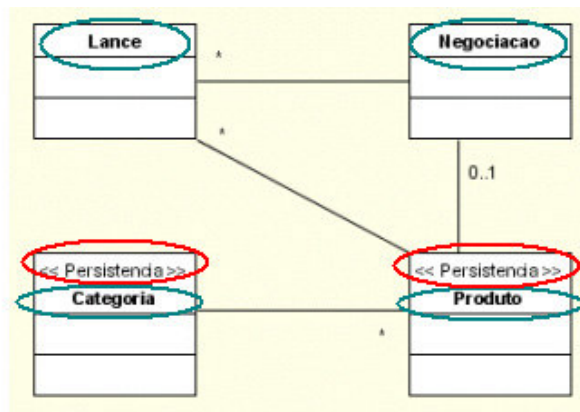 Lance
Negociacao
*
*
0..1
<< Persistencia >>
<< Persistencia >>
Categoria
Produto
*